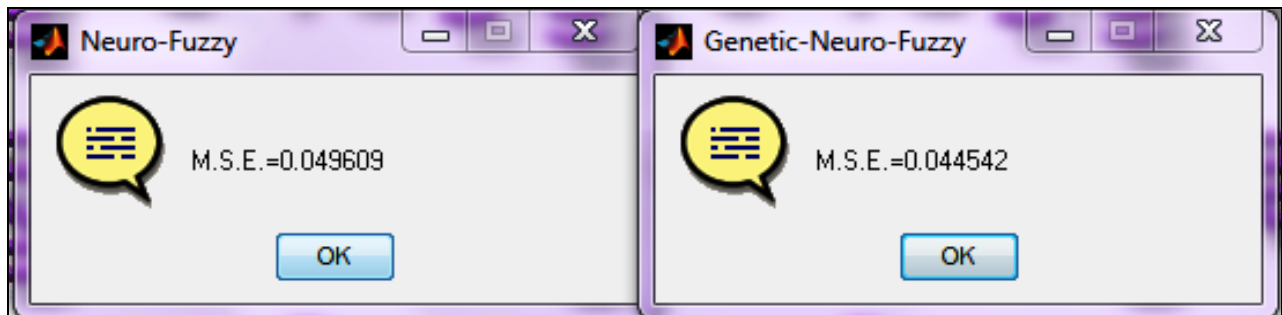 Neuro-Fuzzy
M.S.E.=0.049609
OK
Genetic-Neuro-Fuzzy
M.S.E.=0.044542
OK